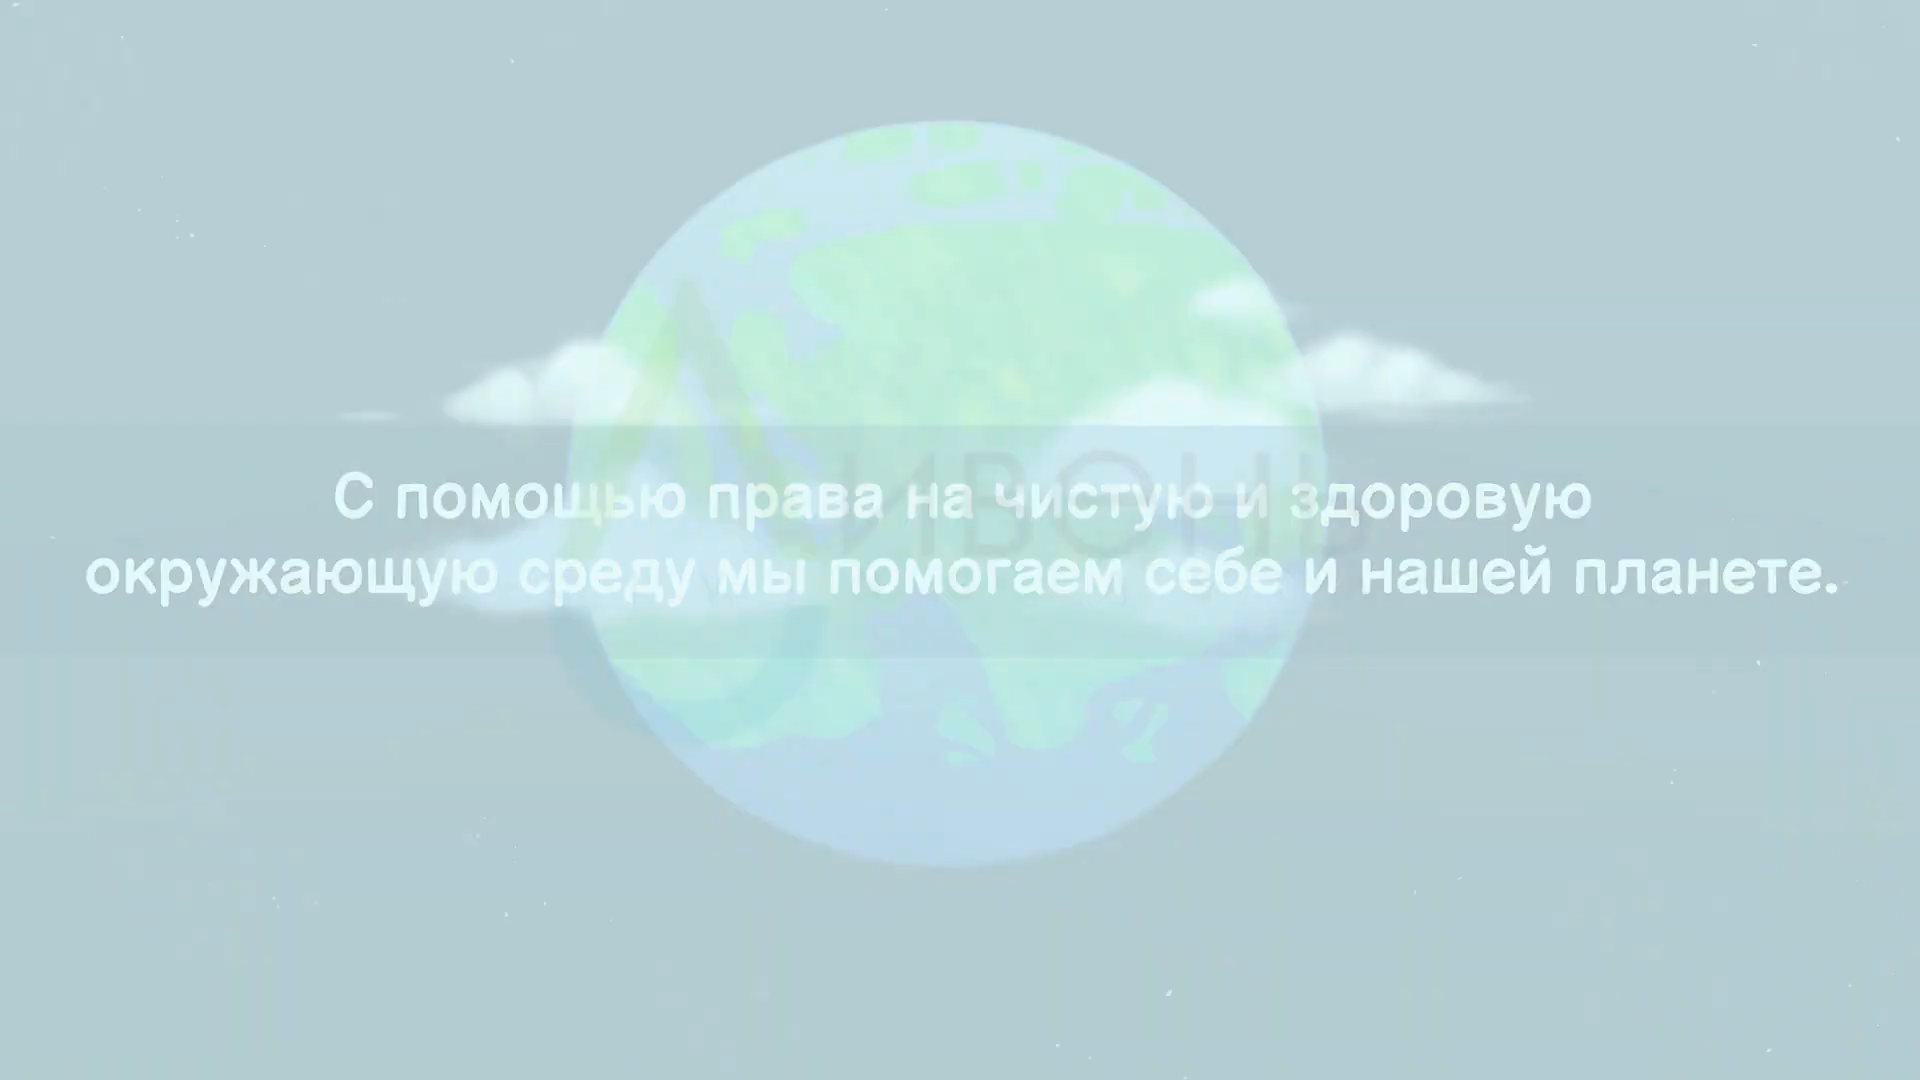 С помощью права на чистую и здоровую
окружающую среду мы помогаем себе и нашей планете.